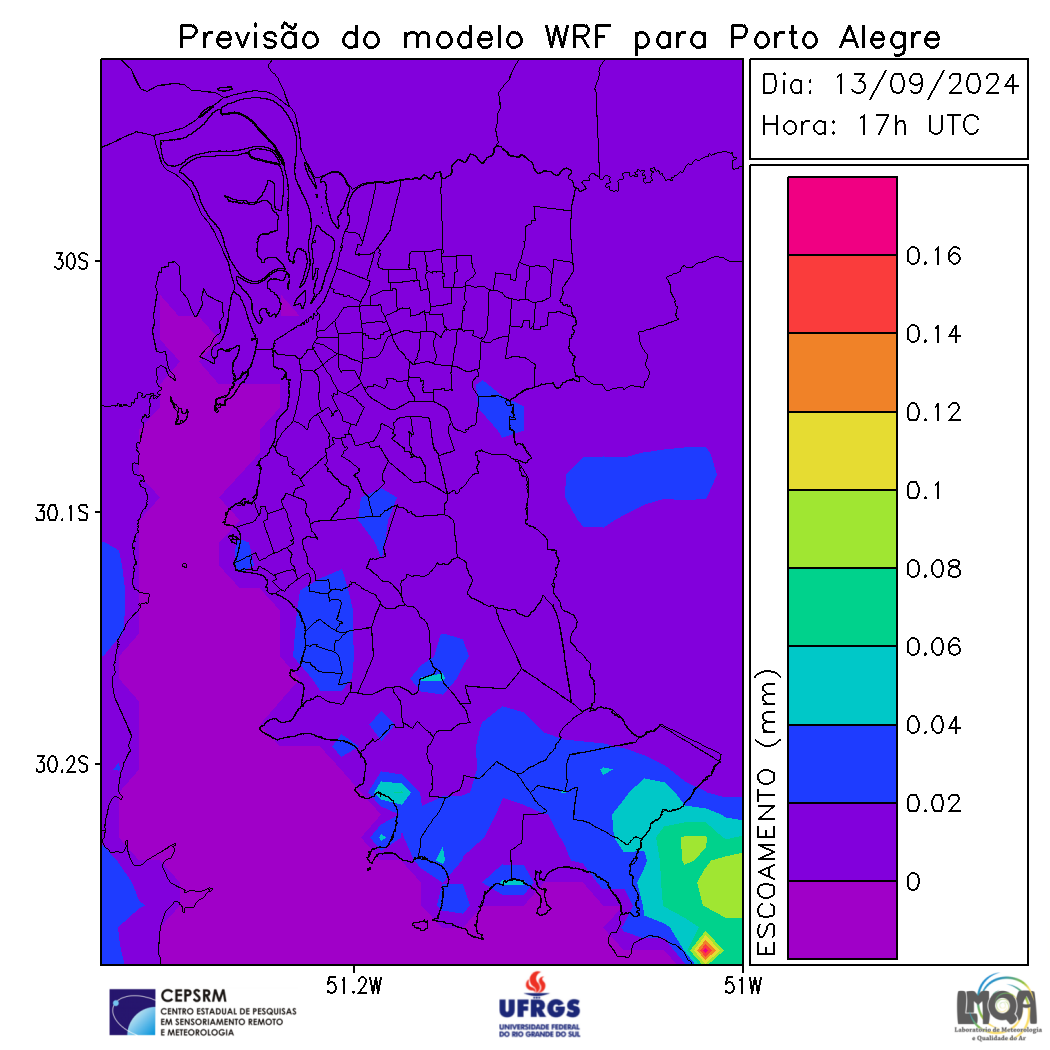 Previsão do modelo WRF para Porto Alegre
Dia: 13/09/2024
Hora: 17h UTC
30S
30.1S
30.2S
51.2W
51W
ESCOAMENTO (mm)
0.16
0.14
0.12
0.1
0.08
0.06
0.04
0.02
0
CEPSRM
CENTRO ESTADUAL DE PESQUISAS
EM SENSORIAMENTO REMOTO
E METEOROLOGIA
UFRGS
UNIVERSIDADE FEDERAL
DO RIO GRANDE DO SUL
LMQA
Laboratório de Meteorologia
e Qualidade do Ar